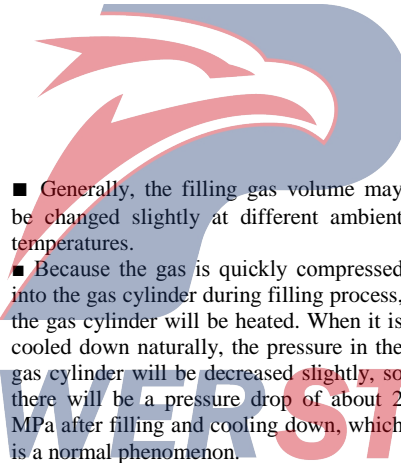 ■ Generally, the filling gas volume may
be changed slightly at different ambient
temperatures.
■ Because the gas is quickly compressed
into the gas cylinder during filling process,
the gas cylinder will be heated. When it is
cooled down naturally, the pressure in the
gas cylinder will be decreased slightly, so
there will be a pressure drop of about 2
MPa after filling and cooling down, which
is a normal phenomenon.